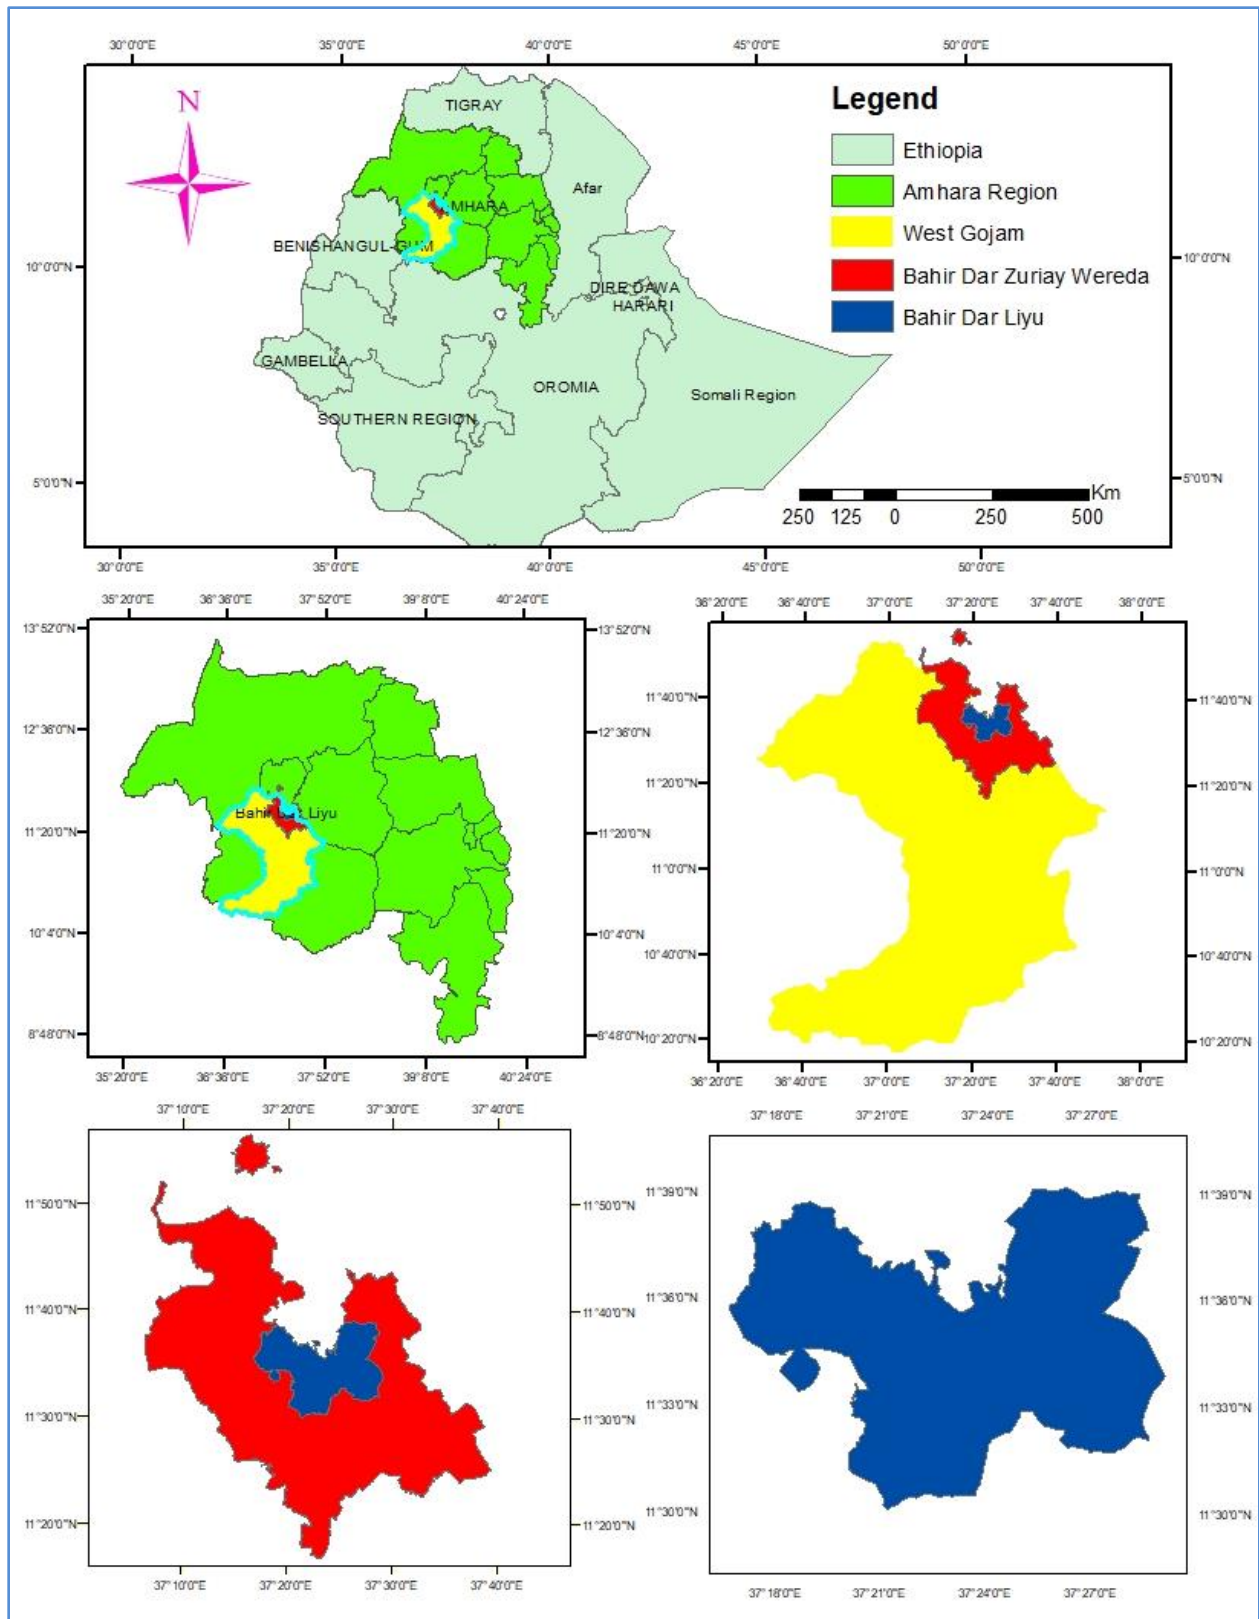 30°0'0"E 35°0'0"E 40°0'0"E 45°0'0"E 50°0'0"E
N
Legend
Ethiopia
Amhara Region
West Gojam
Bahir Dar Zuriay Wereda
Bahir Dar Liyu
TIGRAY
Afar
MHARA
BENISHANGUL-GUM
10°0'0"N 10°0'0"N
DIRE DAWA
HARARI
GAMBELLA
OROMIA
Somali Region
SOUTHERN REGION
5°0'0"N 5°0'0"N
Km
250 125 0 250 500
30°0'0"E 35°0'0"E 40°0'0"E 45°0'0"E 50°0'0"E
35°20'0"E 36°36'0"E 37°52'0"E 39°8'0"E 40°24'0"E
13°52'0"N 13°52'0"N
12°36'0"N 12°36'0"N
Bahir Dar Liyu
11°20'0"N 11°20'0"N
10°4'0"N 10°4'0"N
8°48'0"N 8°48'0"N
35°20'0"E 36°36'0"E 37°52'0"E 39°8'0"E 40°24'0"E
36°20'0"E 36°40'0"E 37°0'0"E 37°20'0"E 37°40'0"E 38°0'0"E
11°40'0"N 11°40'0"N
11°20'0"N 11°20'0"N
11°0'0"N 11°0'0"N
10°40'0"N 10°40'0"N
10°20'0"N 10°20'0"N
36°20'0"E 36°40'0"E 37°0'0"E 37°20'0"E 37°40'0"E 38°0'0"E
37°10'0"E 37°20'0"E 37°30'0"E 37°40'0"E
11°50'0"N 11°50'0"N
11°40'0"N 11°40'0"N
11°30'0"N 11°30'0"N
11°20'0"N 11°20'0"N
37°10'0"E 37°20'0"E 37°30'0"E 37°40'0"E
37°18'0"E 37°21'0"E 37°24'0"E 37°27'0"E
11°39'0"N 11°39'0"N
11°36'0"N 11°36'0"N
11°33'0"N 11°33'0"N
11°30'0"N 11°30'0"N
37°18'0"E 37°21'0"E 37°24'0"E 37°27'0"E